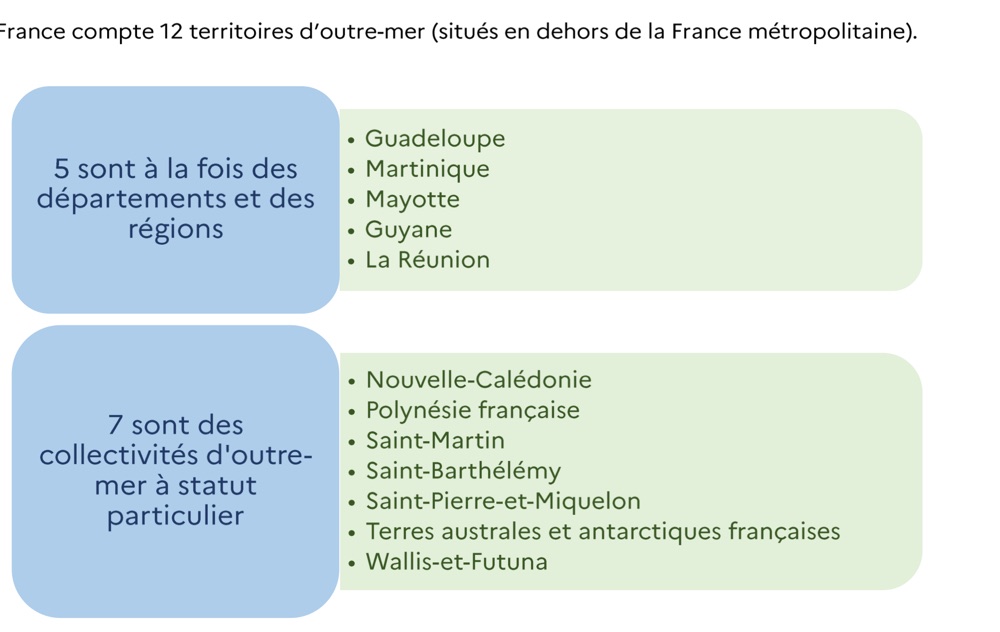 France compte 12 territoires d’outre-mer (situés en dehors de la France métropolitaine).
5 sont à la fois des
départements et des
régions
• Guadeloupe
• Martinique
• Mayotte
• Guyane
• La Réunion
7 sont des
collectivités d'outre-
mer à statut
particulier
• Nouvelle-Calédonie
• Polynésie française
• Saint-Martin
• Saint-Barthélémy
• Saint-Pierre-et-Miquelon
• Terres australes et antarctiques françaises
• Wallis-et-Futuna